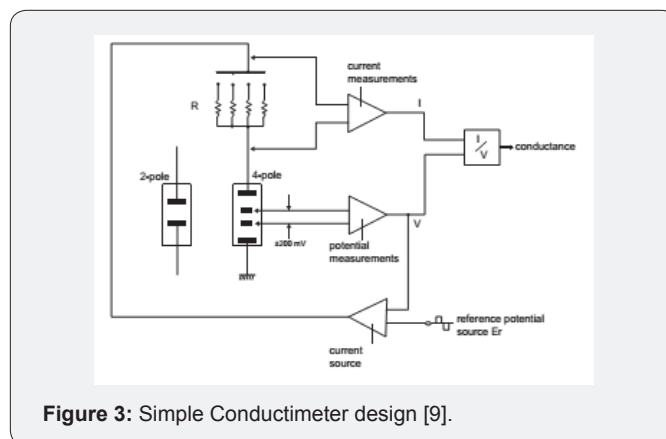 current
measurements
R
I
I
V
conductance
2-pole
4-pole
±200 mV
V
potential
measurements
reference potential
source Er
current
source
Figure 3: Simple Conductimeter design [9].